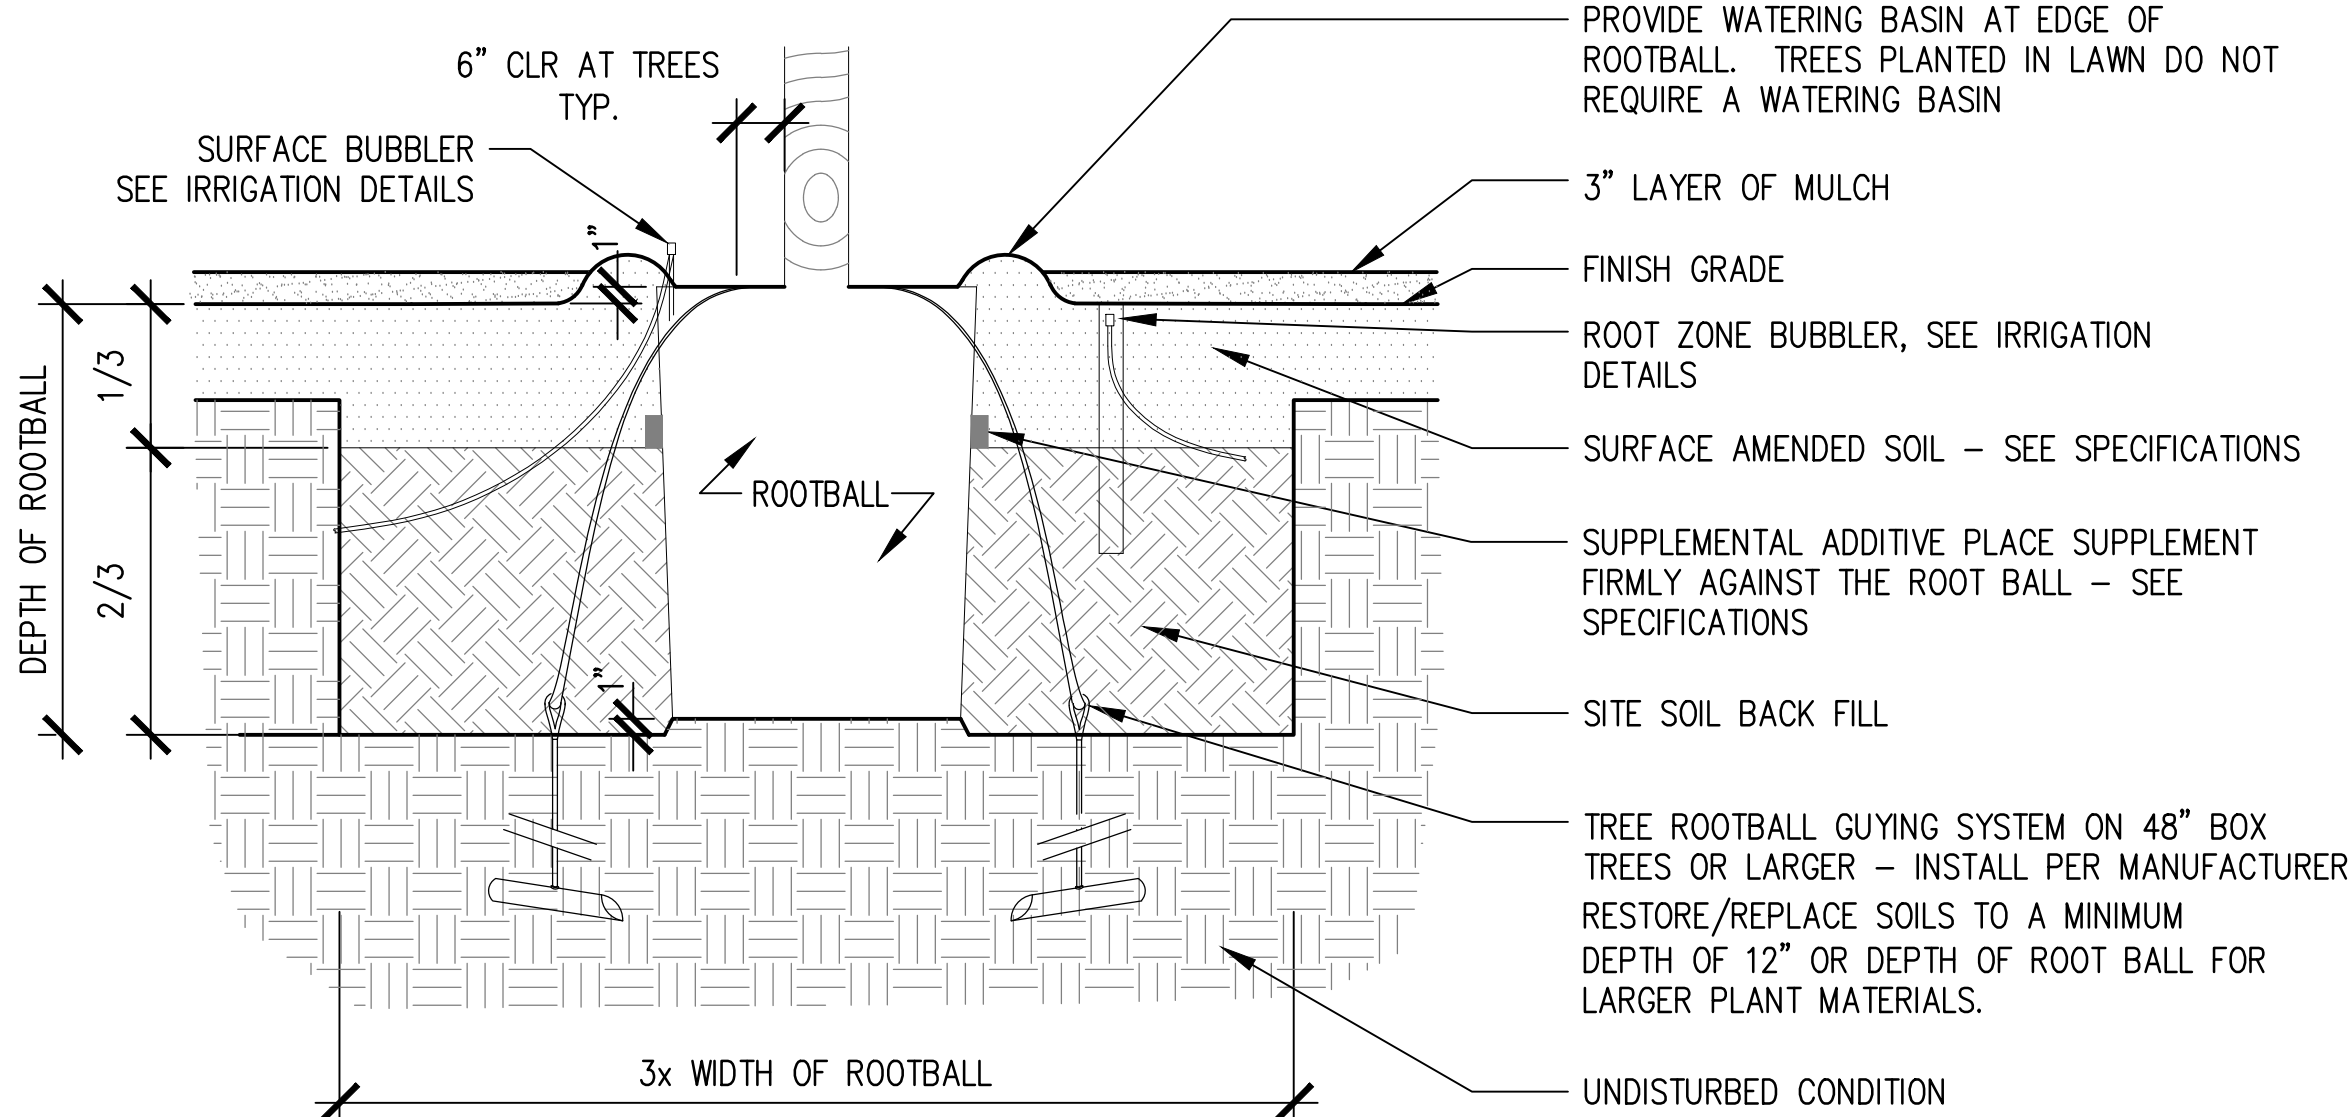 6” CLR AT TREES
TYP.
SURFACE BUBBLER
SEE IRRIGATION DETAILS
1”
DEPTH OF ROOTBALL
1/3
2/3
ROOTBALL
1”
3x WIDTH OF ROOTBALL
PROVIDE WATERING BASIN AT EDGE OF
ROOTBALL. TREES PLANTED IN LAWN DO NOT
REQUIRE A WATERING BASIN
3” LAYER OF MULCH
FINISH GRADE
ROOT ZONE BUBBLER, SEE IRRIGATION
DETAILS
SURFACE AMENDED SOIL – SEE SPECIFICATIONS
SUPPLEMENTAL ADDITIVE PLACE SUPPLEMENT
FIRMLY AGAINST THE ROOT BALL – SEE
SPECIFICATIONS
SITE SOIL BACK FILL
TREE ROOTBALL GUYING SYSTEM ON 48” BOX
TREES OR LARGER – INSTALL PER MANUFACTURER
RESTORE/REPLACE SOILS TO A MINIMUM
DEPTH OF 12” OR DEPTH OF ROOT BALL FOR
LARGER PLANT MATERIALS.
UNDISTURBED CONDITION